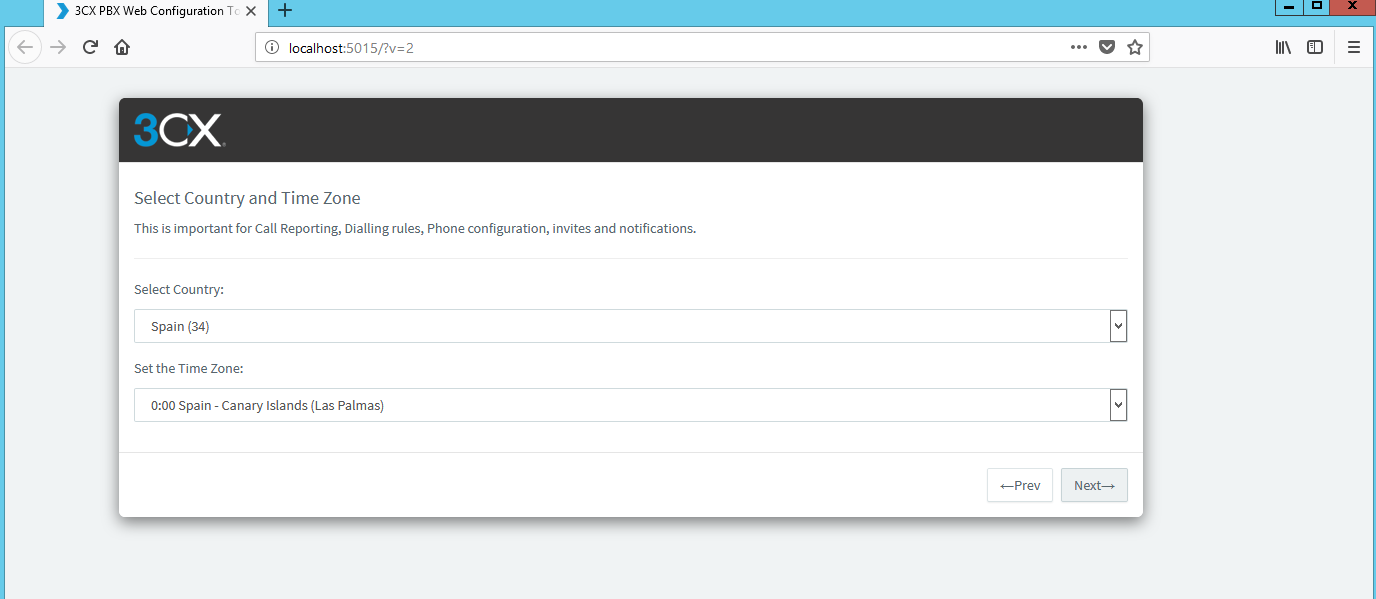 3CX PBX Web Configuration To
localhost:5015/?v=2
3CX
Select Country and Time Zone
This is important for Call Reporting, Dialling rules, Phone configuration, invites and notifications.
Select Country:
Spain (34)
Set the Time Zone:
0:00 Spain - Canary Islands (Las Palmas)
←Prev
Next→